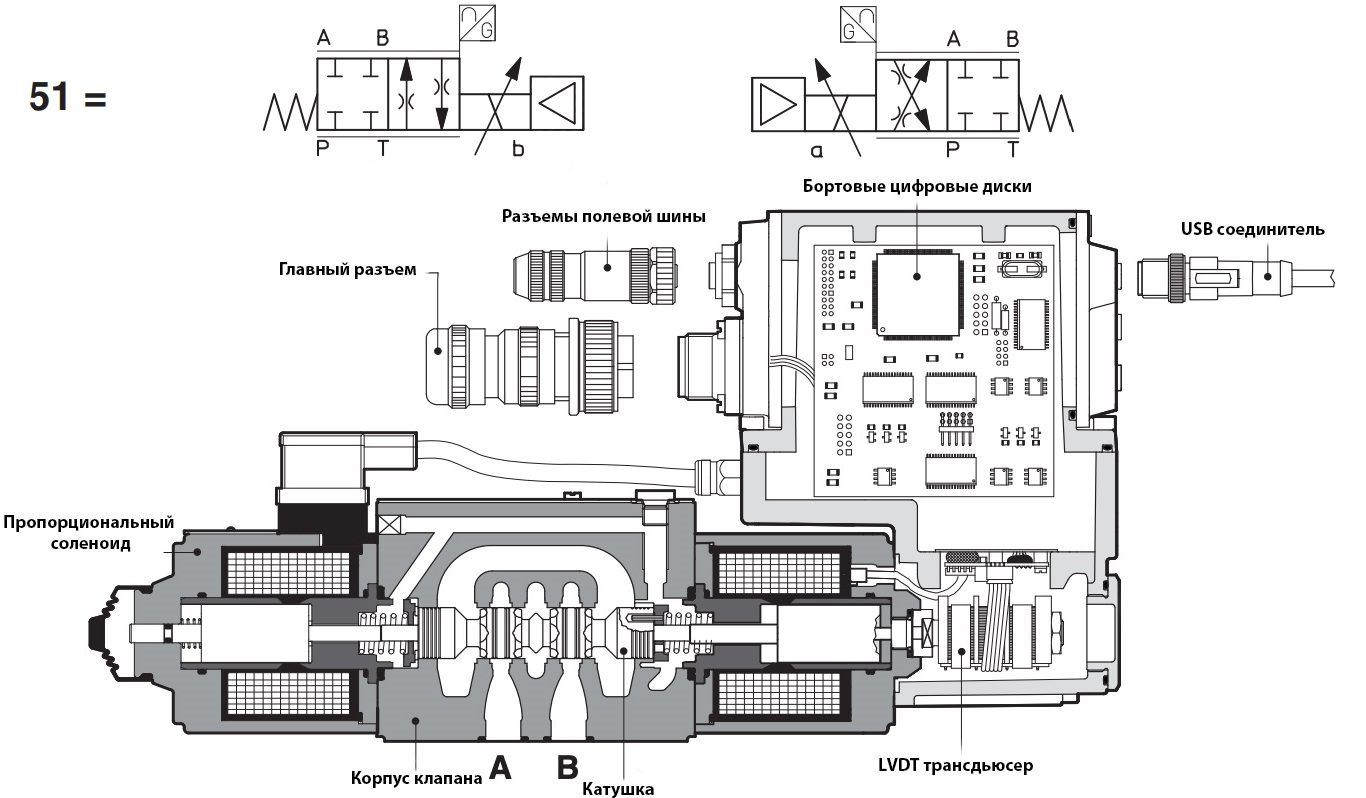 A B
G
G
A B
51 =
P T b
a P T
Бортовые цифровые диски
Разъемы полевой шины
USB соединитель
Главный разъем
Пропорциональный
соленоид
Корпус клапана
A
B
Катушка
LVDT трансдьюсер